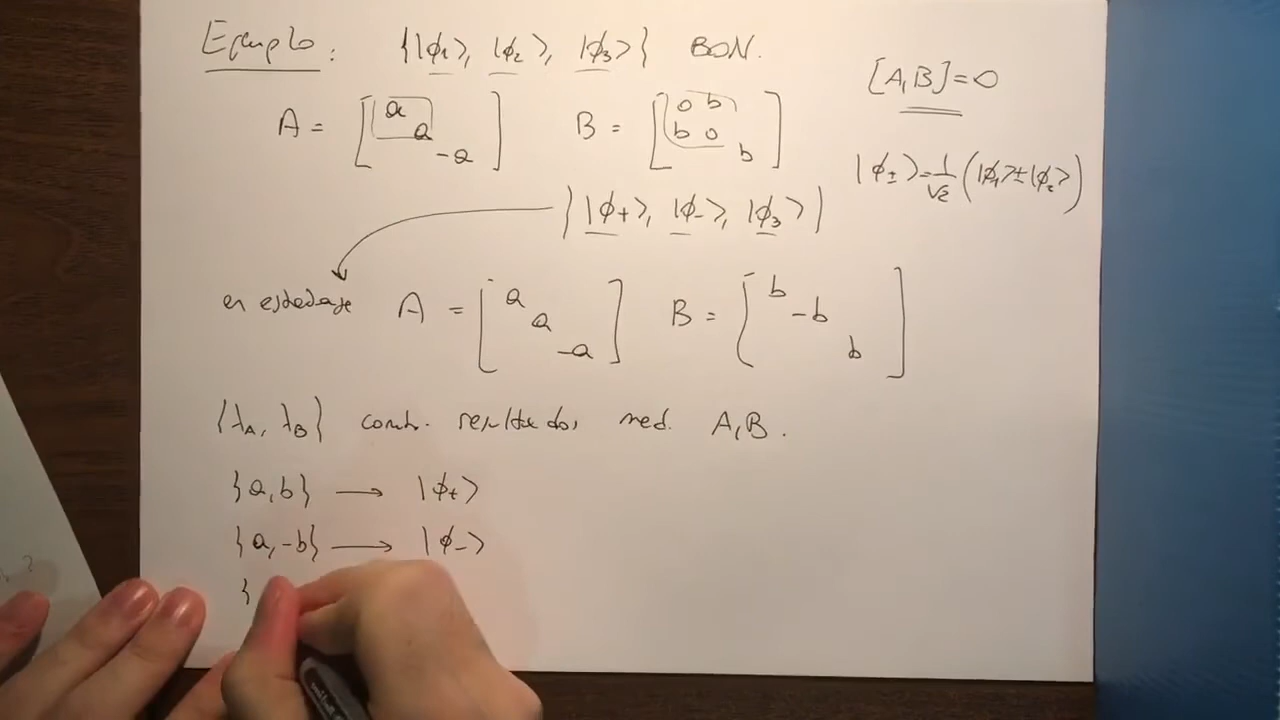 Ejemplo: {|ϕ₁>, |ϕ₂>, |ϕ₃>} BON.
[A,B]=0
A = [a a -a] B = [0 b b 0 b]
|ϕ±> = 1/√2 (|ϕ₁> ± |ϕ₂>)
{|ϕ+>, |ϕ->, |ϕ₃>}
en esta base A = [a a -a] B = [b -b b]
{λA, λB} comb. resultados med. A,B.
{a,b} → |ϕ+>
{a,-b} → |ϕ->
{